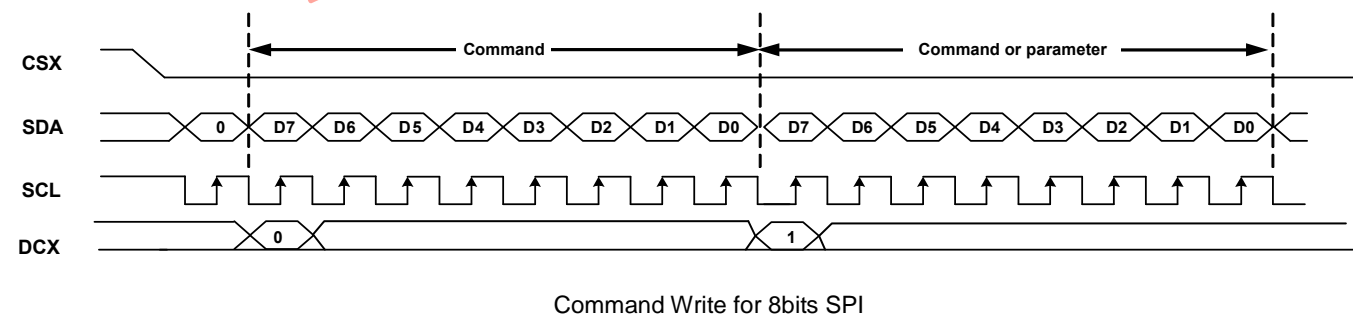 Command Command or parameter
CSX
SDA 0 D7 D6 D5 D4 D3 D2 D1 D0 D7 D6 D5 D4 D3 D2 D1 D0
SCL
DCX 0 1
Command Write for 8bits SPI